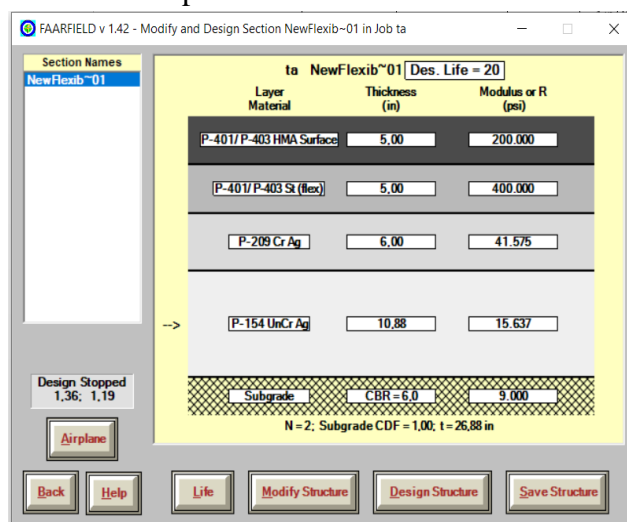 FAARFIELD v 1.42 - Modify and Design Section NewFlexib~01 in Job ta
Section Names
NewFlexib~01
ta NewFlexib~01 Des. Life = 20
Layer Material Thickness (in) Modulus or R (psi)
P-401/ P-403 HMA Surface 5,00 200.000
P-401/ P-403 St (flex) 5,00 400.000
P-209 Cr Ag 6,00 41.575
--> P-154 UnCr Ag 10,88 15.637
Subgrade CBR = 6,0 9.000
N = 2; Subgrade CDF = 1,00; t = 26,88 in
Design Stopped
1,36; 1,19
Airplane
Back Help Life Modify Structure Design Structure Save Structure